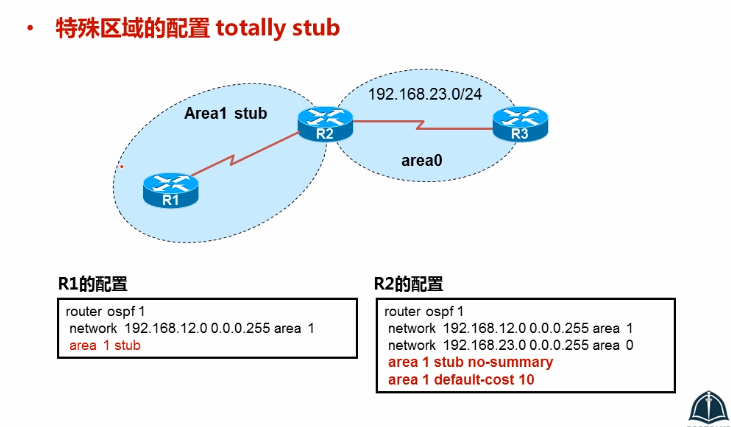 • 特殊区域的配置 totally stub
192.168.23.0/24
Area1 stub
R2
R3
area0
R1
R1的配置
router ospf 1
network 192.168.12.0 0.0.0.255 area 1
area 1 stub
R2的配置
router ospf 1
network 192.168.12.0 0.0.0.255 area 1
network 192.168.23.0 0.0.0.255 area 0
area 1 stub no-summary
area 1 default-cost 10